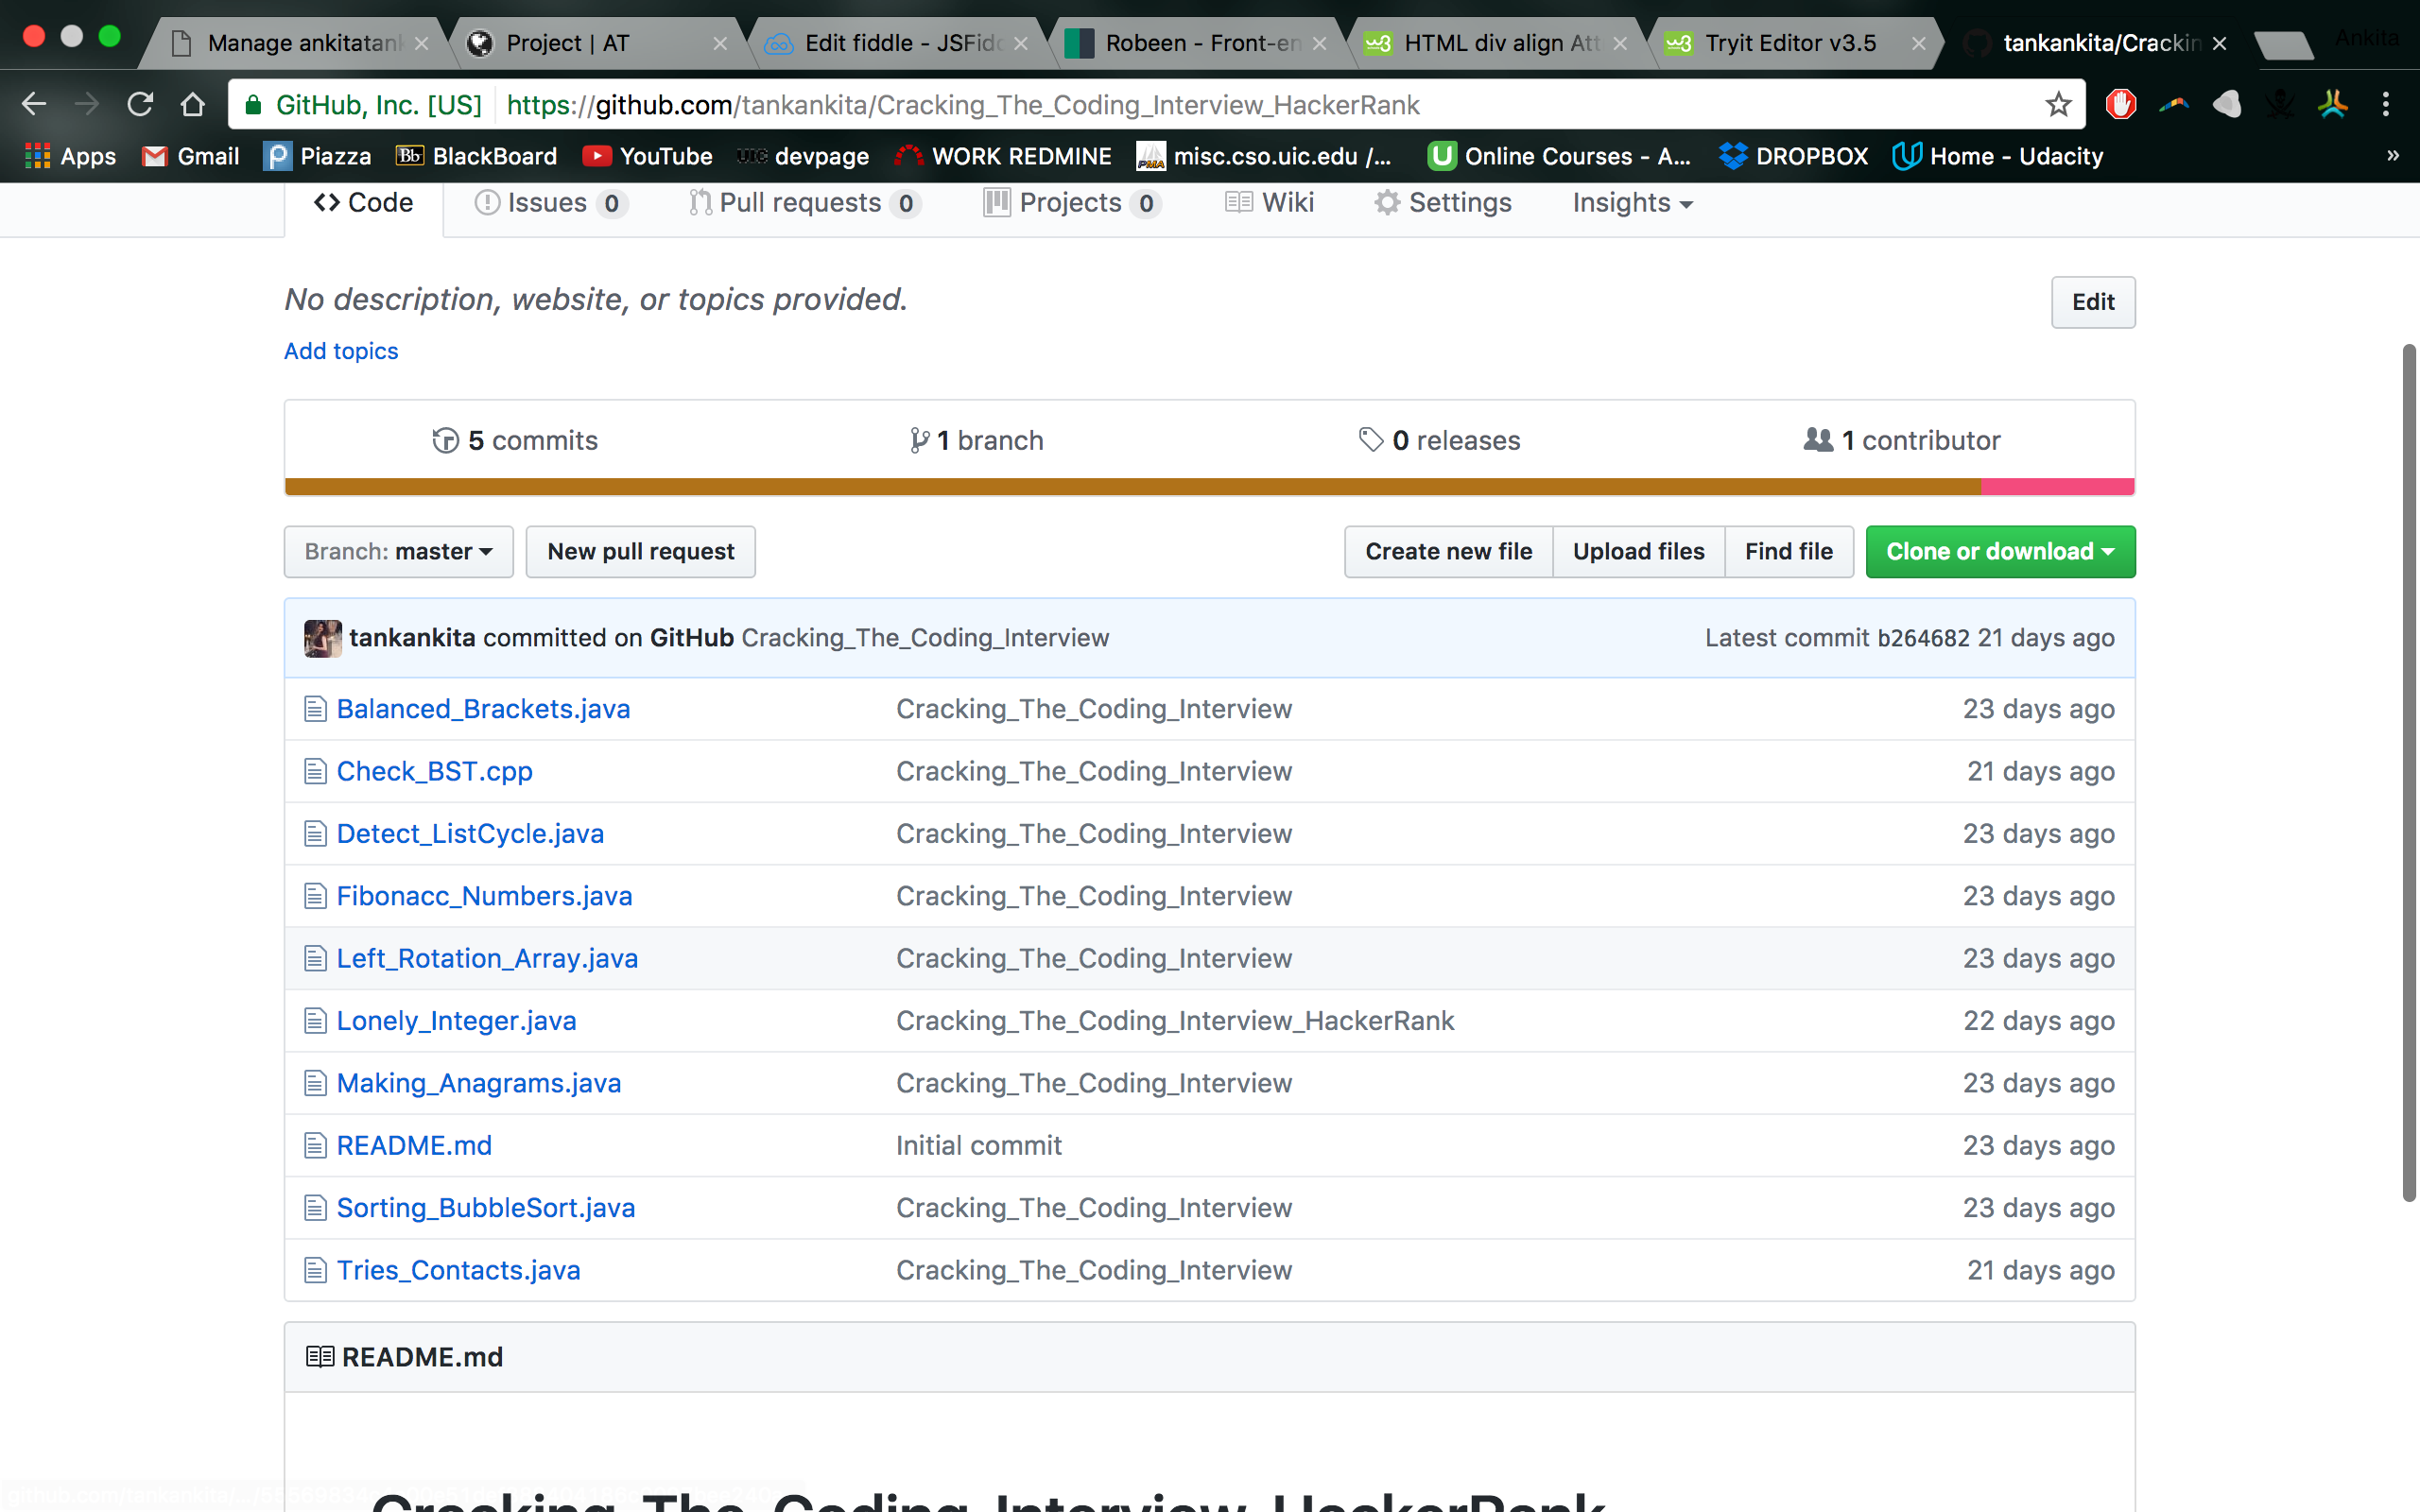 Manage ankitatank
Project | AT
Edit fiddle - JSFidd
Robeen - Front-en
HTML div align Att
Tryit Editor v3.5
tankankita/Crackin
Ankita
GitHub, Inc. [US] https://github.com/tankankita/Cracking_The_Coding_Interview_HackerRank
Apps Gmail Piazza BlackBoard YouTube devpage WORK REDMINE misc.cso.uic.edu /... Online Courses - A... DROPBOX Home - Udacity »
Code Issues 0 Pull requests 0 Projects 0 Wiki Settings Insights
No description, website, or topics provided. Edit
Add topics
5 commits 1 branch 0 releases 1 contributor
Branch: master New pull request Create new file Upload files Find file Clone or download
tankankita committed on GitHub Cracking_The_Coding_Interview Latest commit b264682 21 days ago
Balanced_Brackets.java Cracking_The_Coding_Interview 23 days ago
Check_BST.cpp Cracking_The_Coding_Interview 21 days ago
Detect_ListCycle.java Cracking_The_Coding_Interview 23 days ago
Fibonacc_Numbers.java Cracking_The_Coding_Interview 23 days ago
Left_Rotation_Array.java Cracking_The_Coding_Interview 23 days ago
Lonely_Integer.java Cracking_The_Coding_Interview_HackerRank 22 days ago
Making_Anagrams.java Cracking_The_Coding_Interview 23 days ago
README.md Initial commit 23 days ago
Sorting_BubbleSort.java Cracking_The_Coding_Interview 23 days ago
Tries_Contacts.java Cracking_The_Coding_Interview 21 days ago
README.md
Cracking_The_Coding_Interview_HackerRank